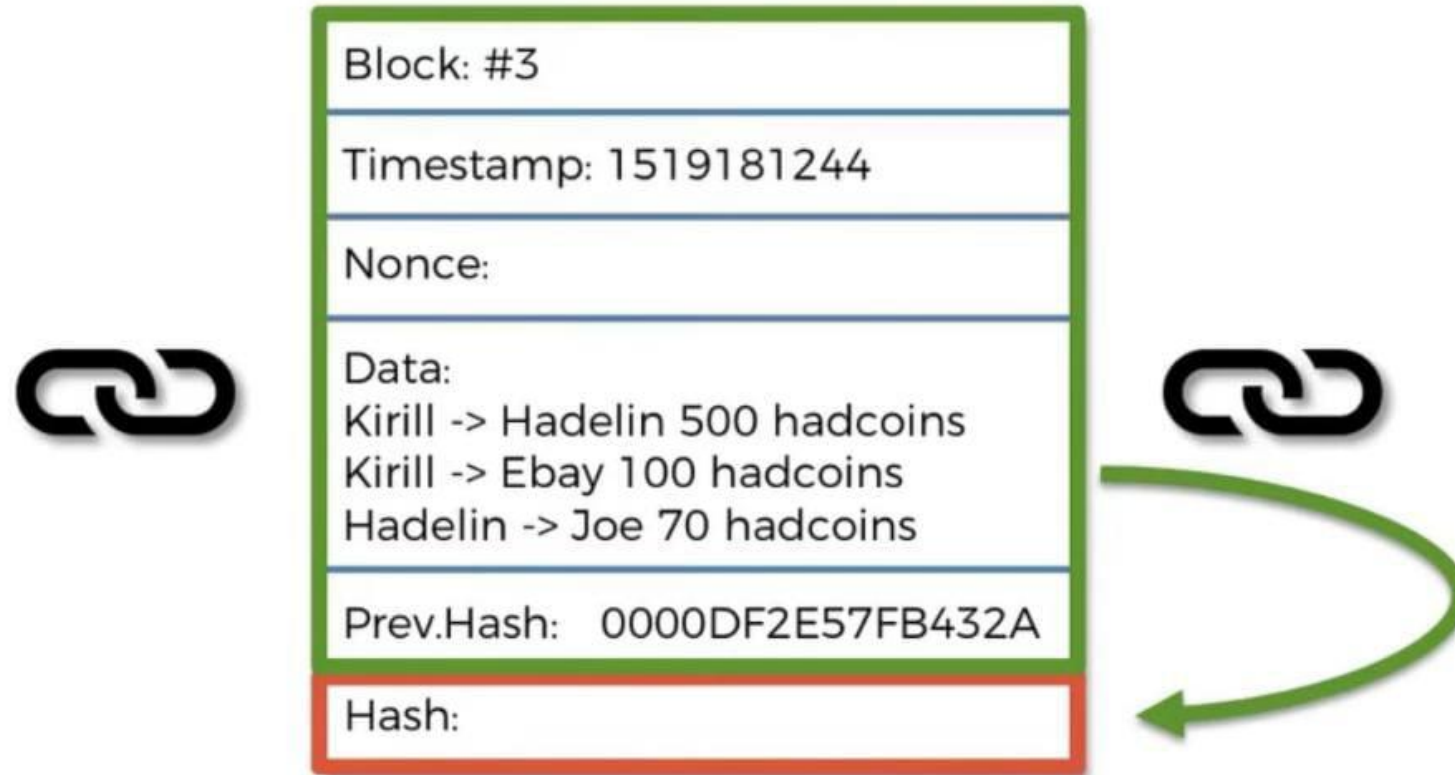 Block: #3
Timestamp: 1519181244
Nonce:
Data:
Kirill -> Hadelin 500 hadcoins
Kirill -> Ebay 100 hadcoins
Hadelin -> Joe 70 hadcoins
Prev.Hash: 0000DF2E57FB432A
Hash: